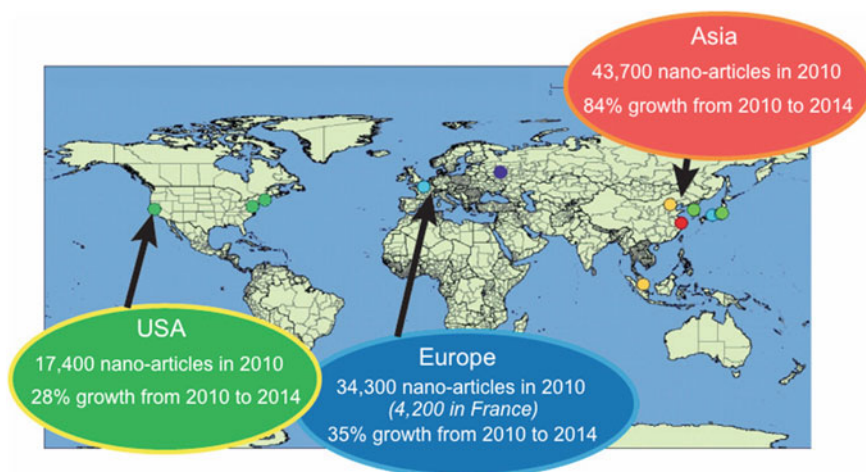 Asia
43,700 nano-articles in 2010
84% growth from 2010 to 2014
USA
17,400 nano-articles in 2010
28% growth from 2010 to 2014
Europe
34,300 nano-articles in 2010
(4,200 in France)
35% growth from 2010 to 2014